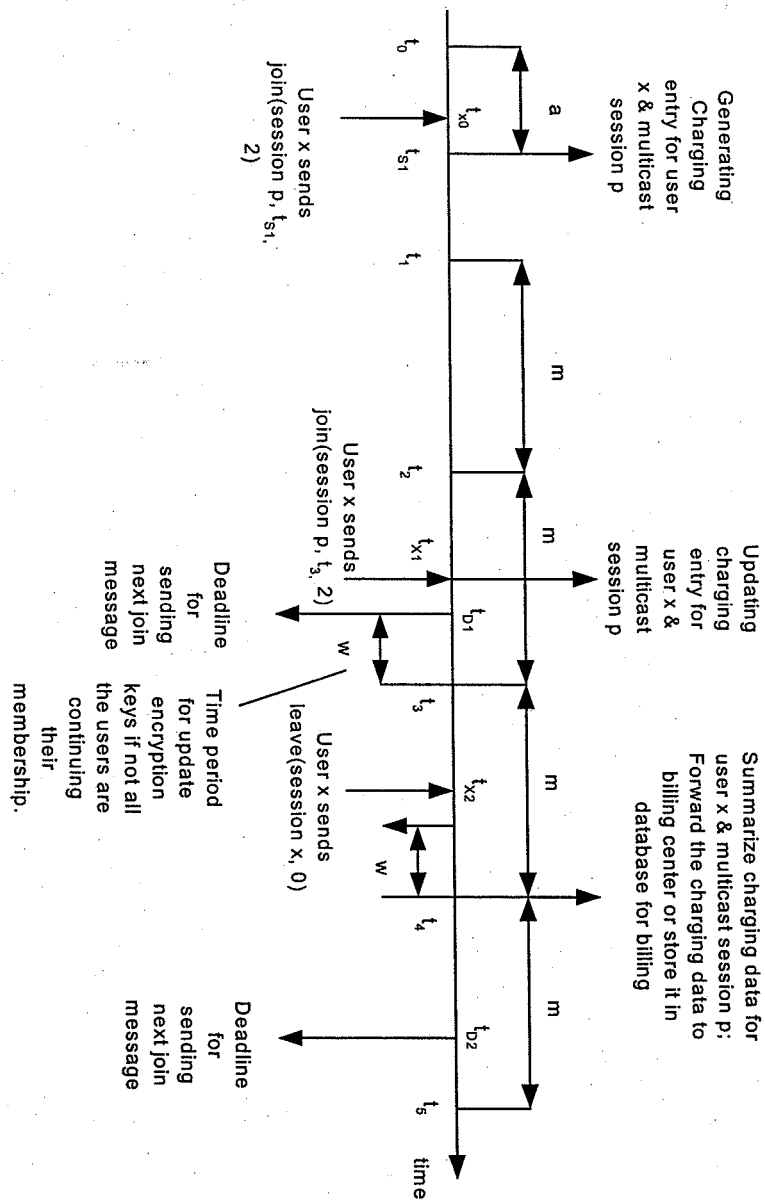 Generating
Charging
entry for user
x & multicast
session p
Updating
charging
entry for
user x &
multicast
session p
Summarize charging data for
user x & multicast session p;
Forward the charging data to
billing center or store it in
database for billing
a
m
m
m
m
t0
tx0
tS1
t1
t2
tX1
tD1
t3
tX2
t4
tD2
t5
time
w
w
User x sends
join(session p, tS1,
2)
User x sends
join(session p, t3, 2)
User x sends
leave(session x, 0)
Deadline
for
sending
next join
message
Time period
for update
encryption
keys if not all
the users are
continuing
their
membership.
Deadline
for
sending
next join
message